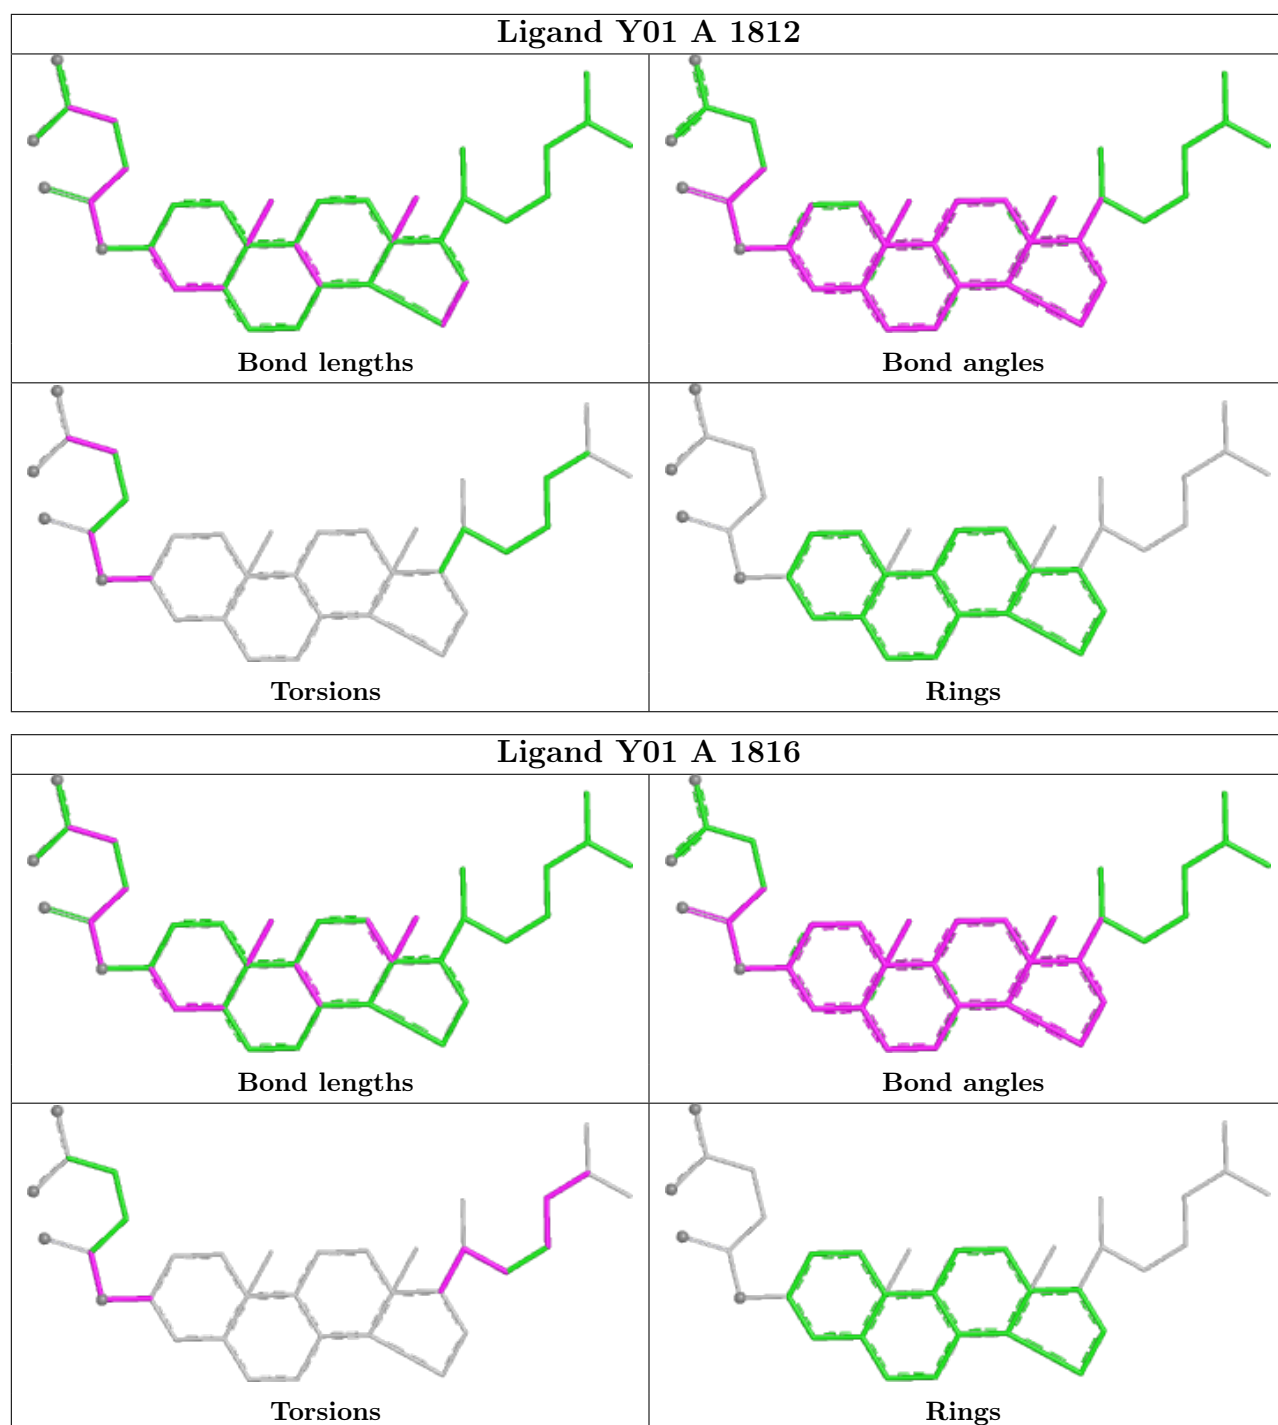 Ligand Y01 A 1812
Bond lengths
Bond angles
Torsions
Rings
Ligand Y01 A 1816
Bond lengths
Bond angles
Torsions
Rings